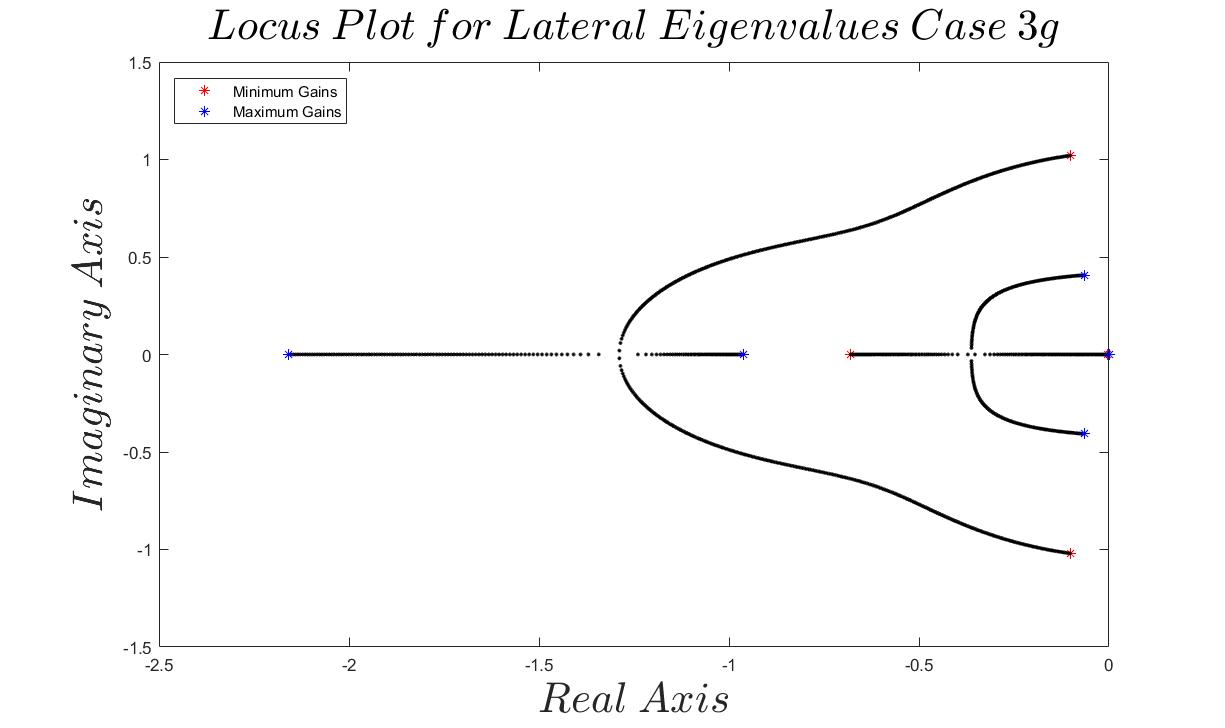 Locus Plot for Lateral Eigenvalues Case 3g
Minimum Gains
Maximum Gains
1.5
1
0.5
0
-0.5
-1
-1.5
Imaginary Axis
-2.5
-2
-1.5
-1
-0.5
0
Real Axis